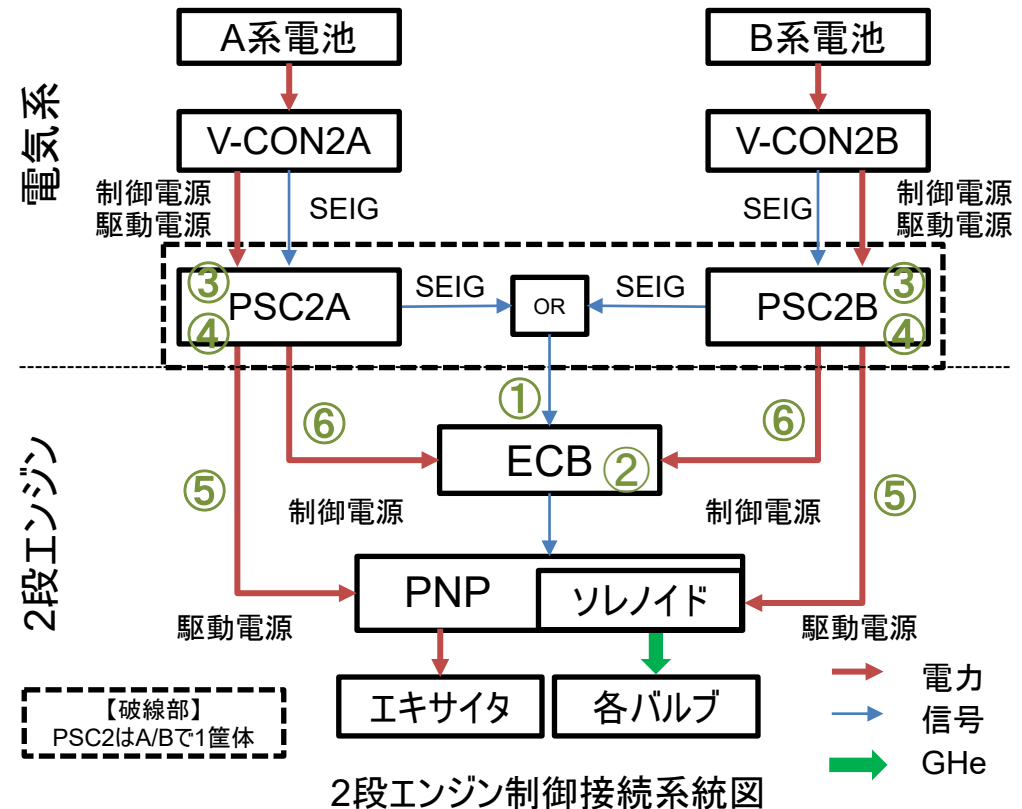 A系電池
B系電池
電気系
V-CON2A
V-CON2B
制御電源
駆動電源
SEIG
SEIG
制御電源
駆動電源
③
PSC2A
④
SEIG
OR
SEIG
③
PSC2B
④
①
⑥
⑥
ECB
②
⑤
⑤
制御電源
制御電源
2段エンジン
PNP
ソレノイド
駆動電源
駆動電源
エキサイタ
各バルブ
電力
信号
GHe
【破線部】
PSC2はA/Bで1筐体
2段エンジン制御接続系統図